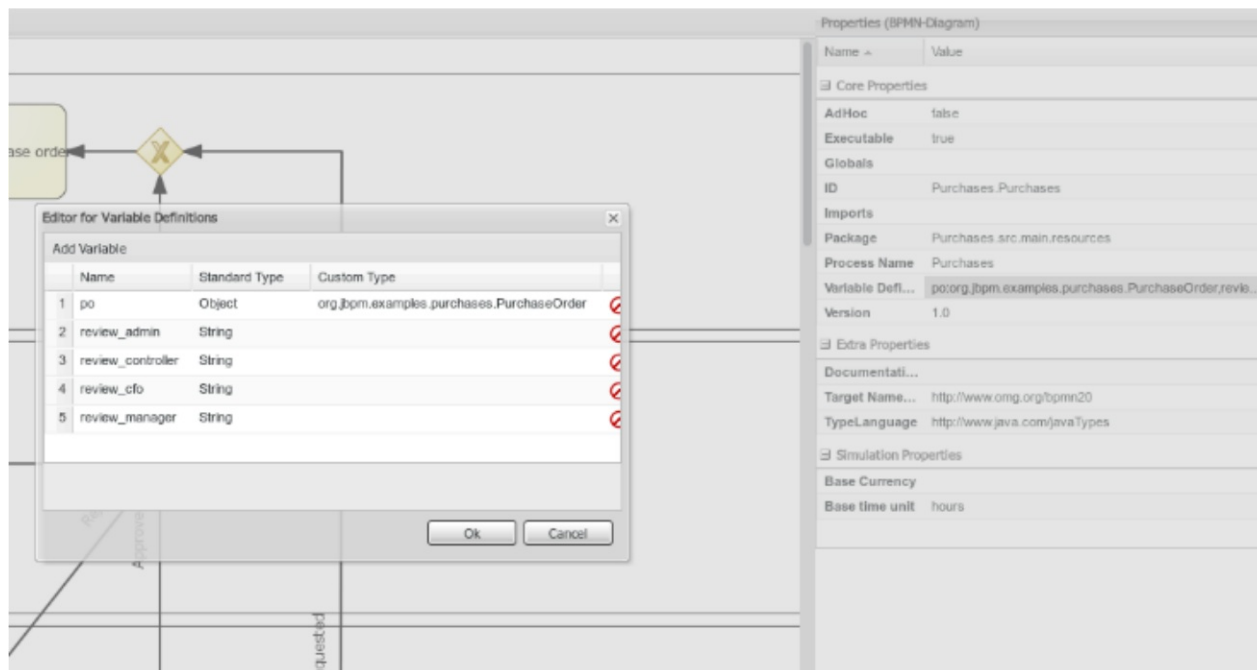 Properties (BPMN-Diagram)
Name Value
Core Properties
AdHoc false
Executable true
Globals
ID Purchases.Purchases
Imports
Package Purchases.src.main.resources
Process Name Purchases
Variable Defi... po:org.jbpm.examples.purchases.PurchaseOrder,revie...
Version 1.0
Extra Properties
Documentati...
Target Name... http://www.omg.org/bpmn20
TypeLanguage http://www.java.com/javaTypes
Simulation Properties
Base Currency
Base time unit hours
ase order
X
Editor for Variable Definitions
Add Variable
Name Standard Type Custom Type
1 po Object org.jbpm.examples.purchases.PurchaseOrder
2 review_admin String
3 review_controller String
4 review_cfo String
5 review_manager String
Ok Cancel
Approve
quested